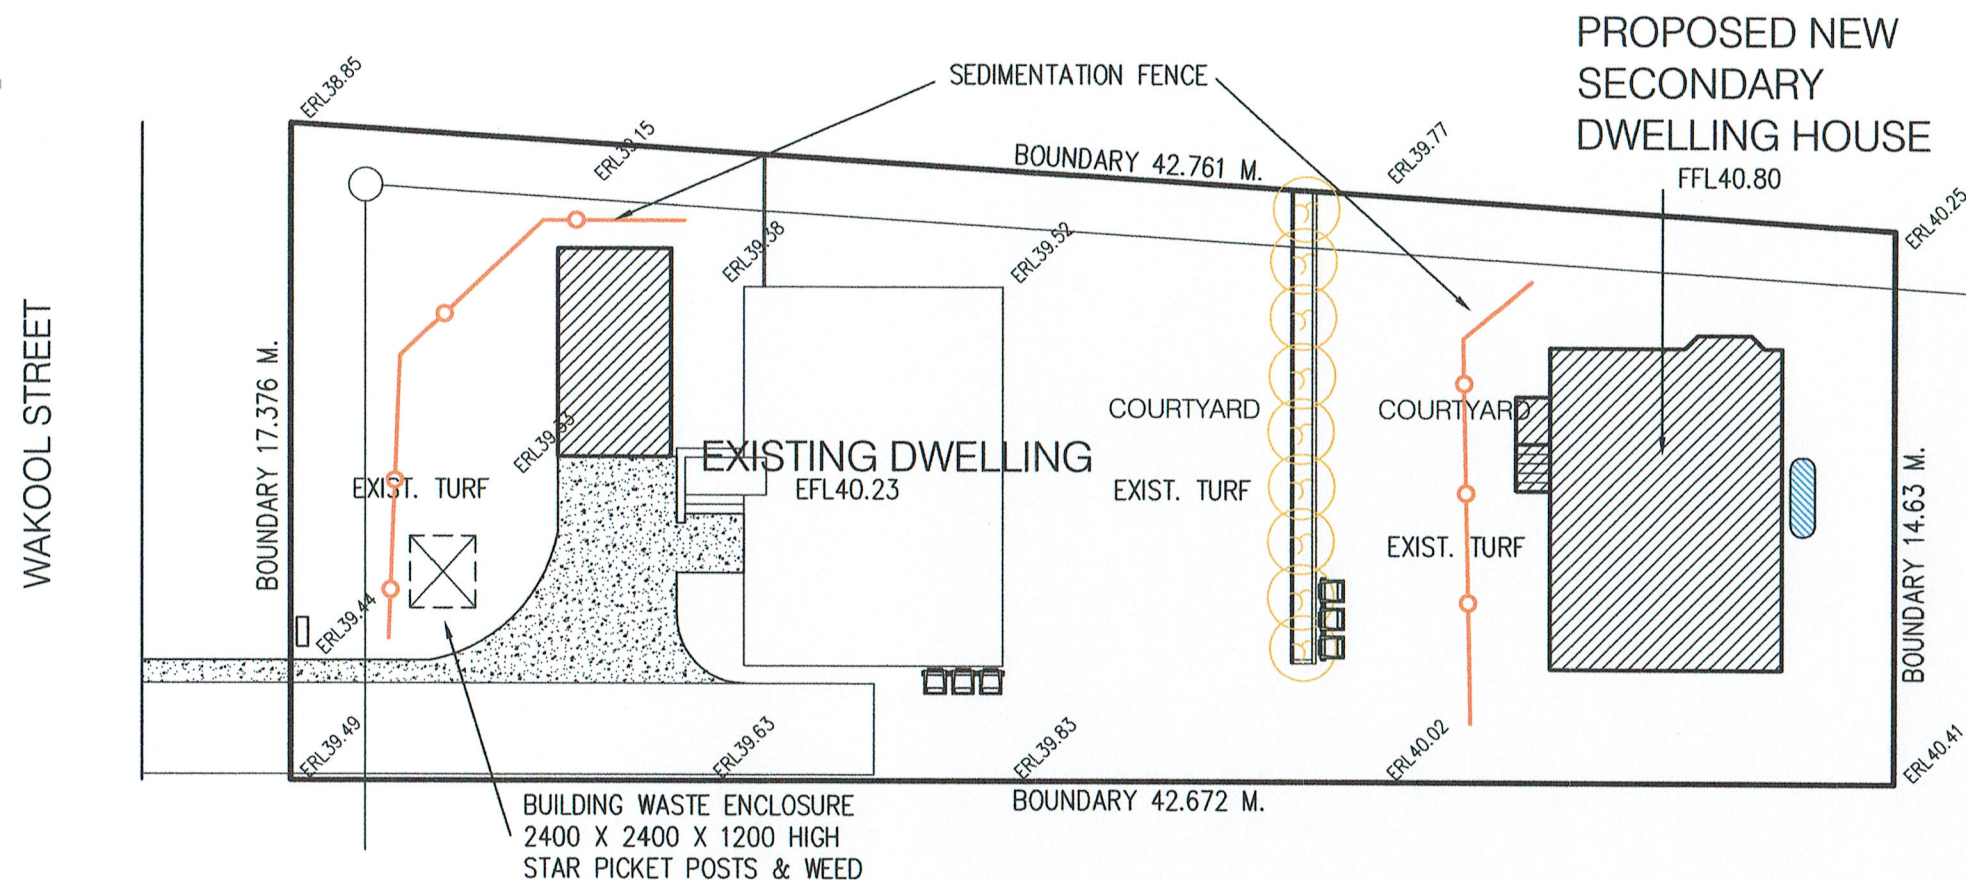 PROPOSED NEW
SECONDARY
DWELLING HOUSE
FFL40.80
SEDIMENTATION FENCE
ERL38.85
ERL39.15
BOUNDARY 42.761 M.
ERL39.77
ERL40.25
ERL39.38
ERL39.52
WAKOOL STREET
BOUNDARY 17.376 M.
COURTYARD
COURTYARD
ERL39.33
EXISTING DWELLING
EFL40.23
EXIST. TURF
EXIST. TURF
EXIST. TURF
BOUNDARY 14.63 M.
ERL39.44
ERL39.49
ERL39.63
ERL39.83
ERL40.02
ERL40.41
BOUNDARY 42.672 M.
BUILDING WASTE ENCLOSURE
2400 X 2400 X 1200 HIGH
STAR PICKET POSTS & WEED